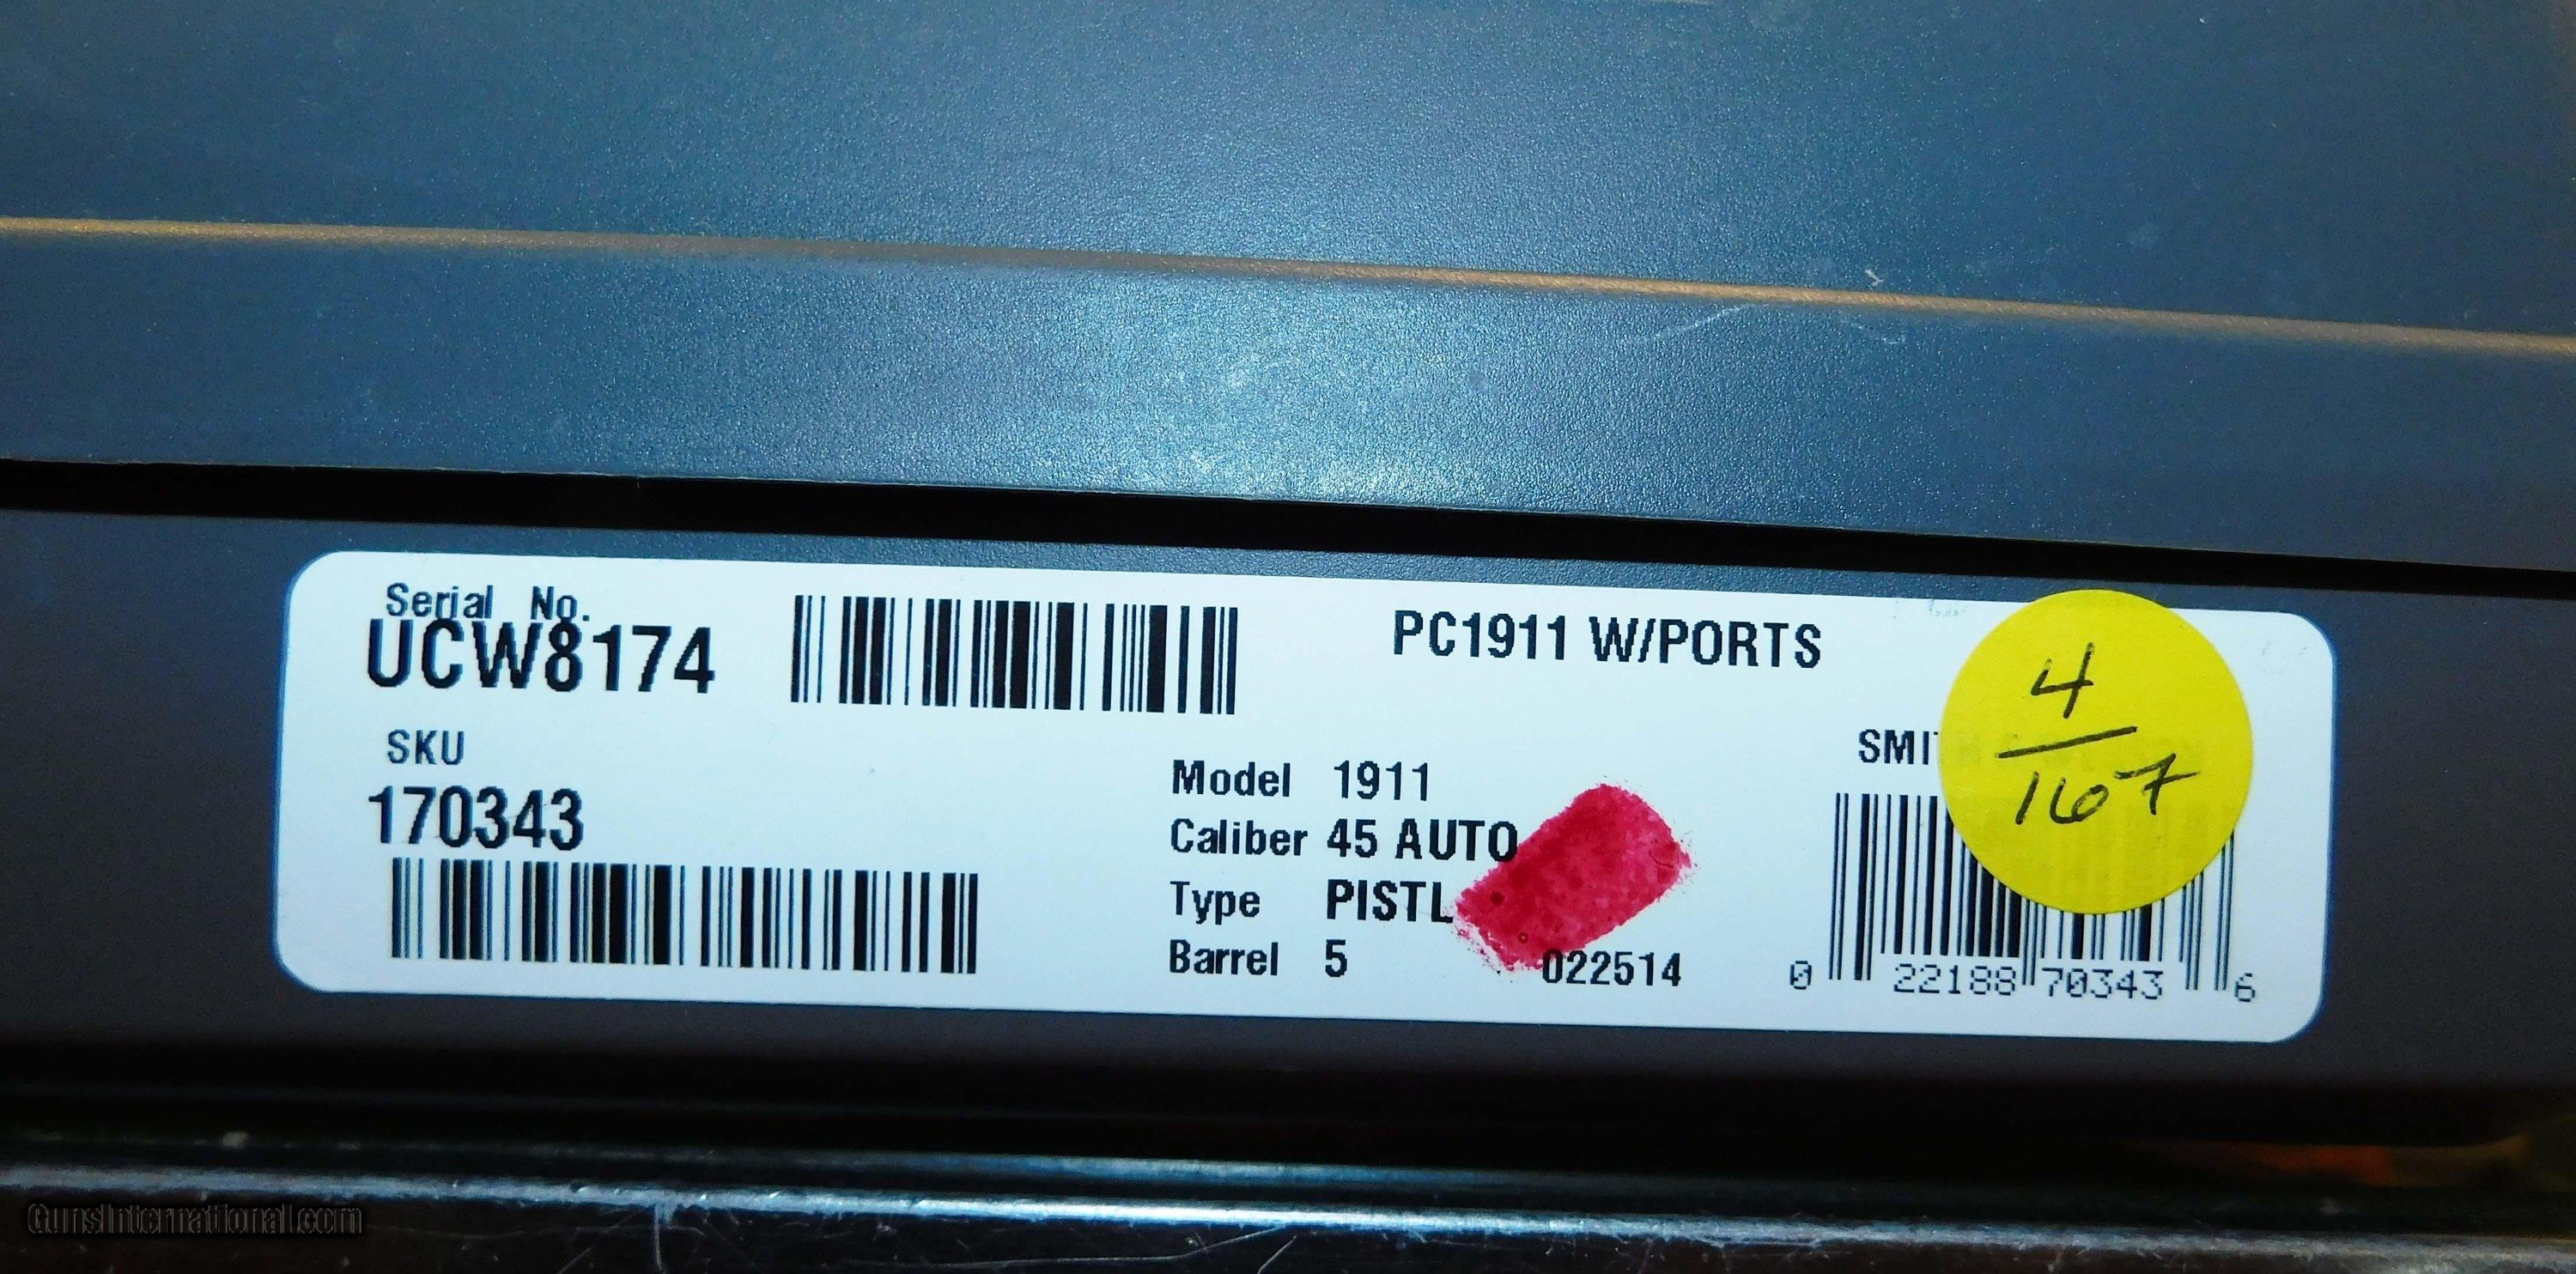 Serial No.
UCW8174
PC1911 W/PORTS
SKU
170343
SMI
4
167
Model 1911
Caliber 45 AUTO
Type PISTL
Barrel 5
022514
0 22188 70343 6
GunsInternational.com